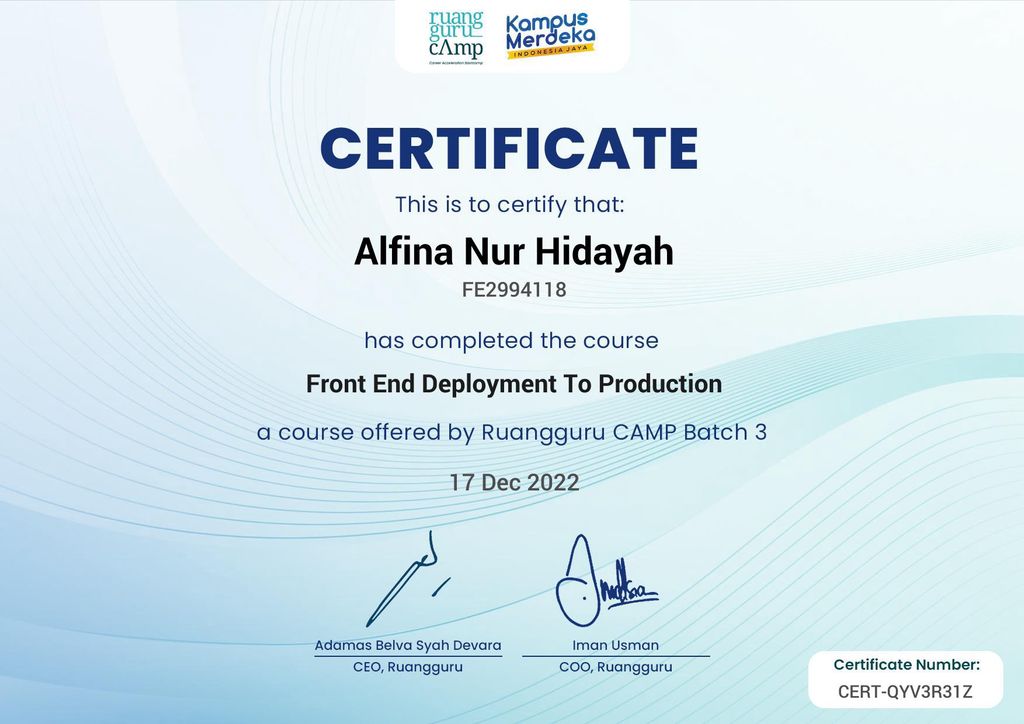 ruang
guru
cAmp
Career Acceleration Bootcamp
Kampus
Merdeka
INDONESIA JAYA
CERTIFICATE
This is to certify that:
Alfina Nur Hidayah
FE2994118
has completed the course
Front End Deployment To Production
a course offered by Ruangguru CAMP Batch 3
17 Dec 2022
Adamas Belva Syah Devara
CEO, Ruangguru
Iman Usman
COO, Ruangguru
Certificate Number:
CERT-QYV3R31Z